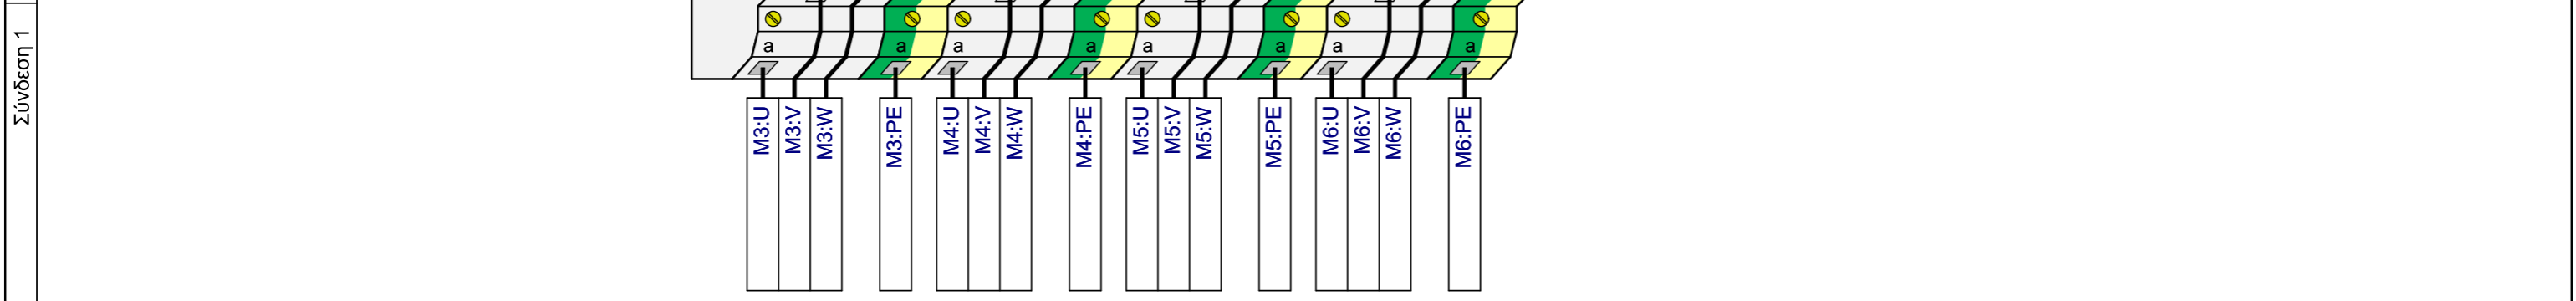 Σύνδεση 1
a a a a a a a a
M3:U M3:V M3:W M3:PE M4:U M4:V M4:W M4:PE M5:U M5:V M5:W M5:PE M6:U M6:V M6:W M6:PE